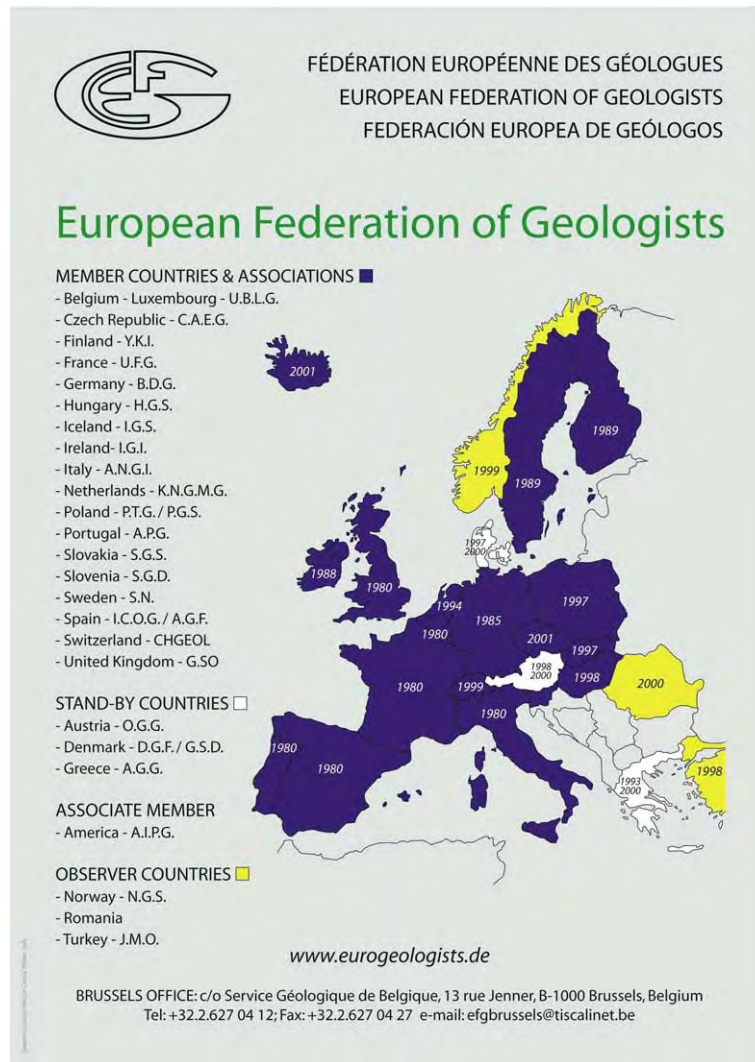 FÉDÉRATION EUROPÉENNE DES GÉOLOGUES
EUROPEAN FEDERATION OF GEOLOGISTS
FEDERACIÓN EUROPEA DE GEÓLOGOS
European Federation of Geologists
MEMBER COUNTRIES & ASSOCIATIONS
- Belgium - Luxembourg - U.B.L.G.
- Czech Republic - C.A.E.G.
- Finland - Y.K.I.
- France - U.F.G.
- Germany - B.D.G.
- Hungary - H.G.S.
- Iceland - I.G.S.
- Ireland- I.G.I.
- Italy - A.N.G.I.
- Netherlands - K.N.G.M.G.
- Poland - P.T.G. / P.G.S.
- Portugal - A.P.G.
- Slovakia - S.G.S.
- Slovenia - S.G.D.
- Sweden - S.N.
- Spain - I.C.O.G. / A.G.F.
- Switzerland - CHGEOL
- United Kingdom - G.SO
STAND-BY COUNTRIES
- Austria - O.G.G.
- Denmark - D.G.F. / G.S.D.
- Greece - A.G.G.
ASSOCIATE MEMBER
- America - A.I.P.G.
OBSERVER COUNTRIES
- Norway - N.G.S.
- Romania
- Turkey - J.M.O.
2001
1989
1999
1989
1997
2000
1988
1980
1994
1985
1997
1980
2001
1997
1998
2000
1998
1980
1999
2000
1980
1980
1980
1993
2000
1998
www.eurogeologists.de
BRUSSELS OFFICE: c/o Service Géologique de Belgique, 13 rue Jenner, B-1000 Brussels, Belgium
Tel: +32.2.627 04 12; Fax: +32.2.627 04 27 e-mail: efgbrussels@tiscalinet.be